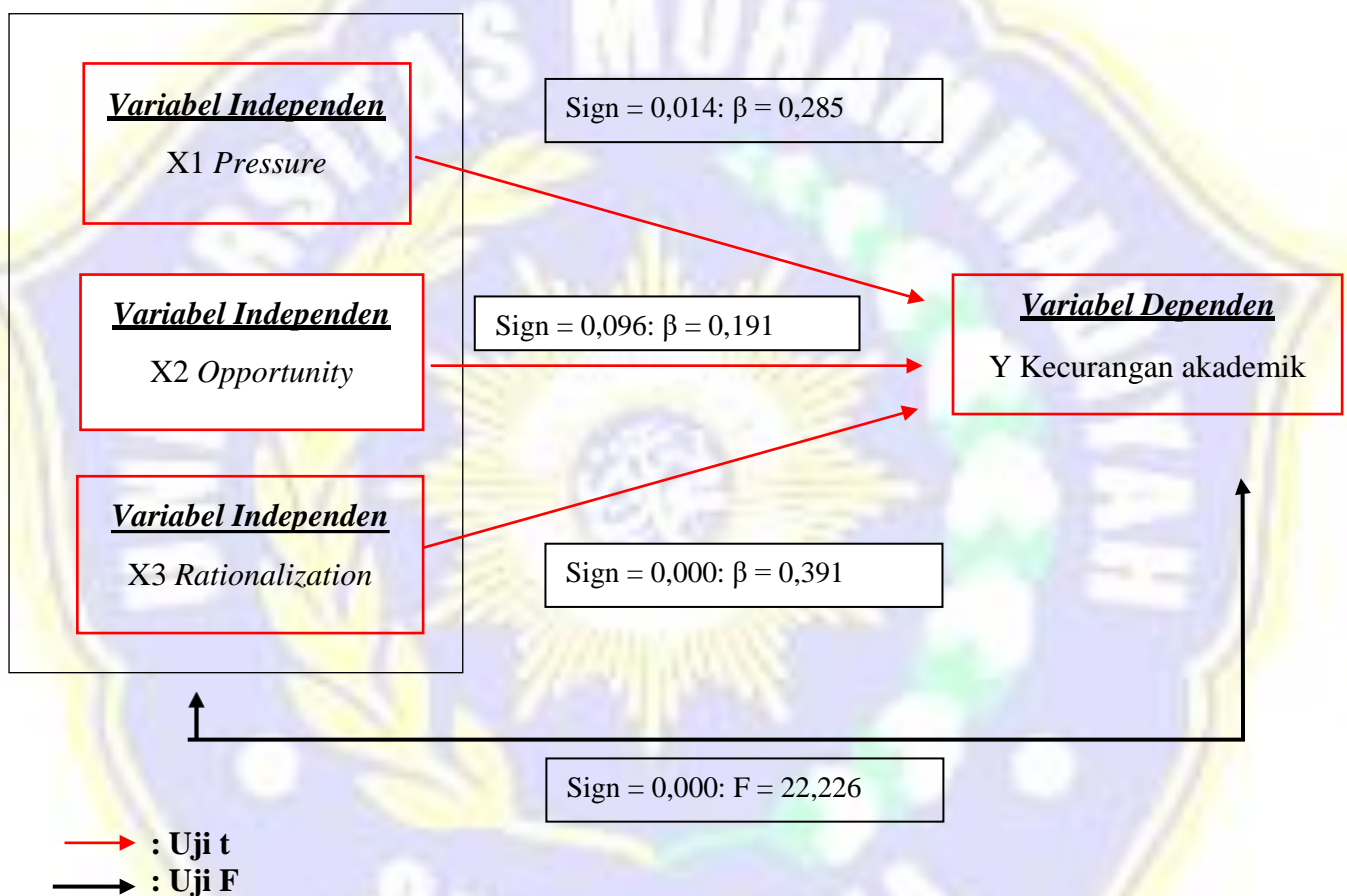 UNIVERSITAS MUHAMMADIYAH
Variabel Independen
X1 Pressure
Sign = 0,014: β = 0,285
Variabel Independen
X2 Opportunity
Sign = 0,096: β = 0,191
Variabel Dependen
Y Kecurangan akademik
Variabel Independen
X3 Rationalization
Sign = 0,000: β = 0,391
Sign = 0,000: F = 22,226
: Uji t
: Uji F